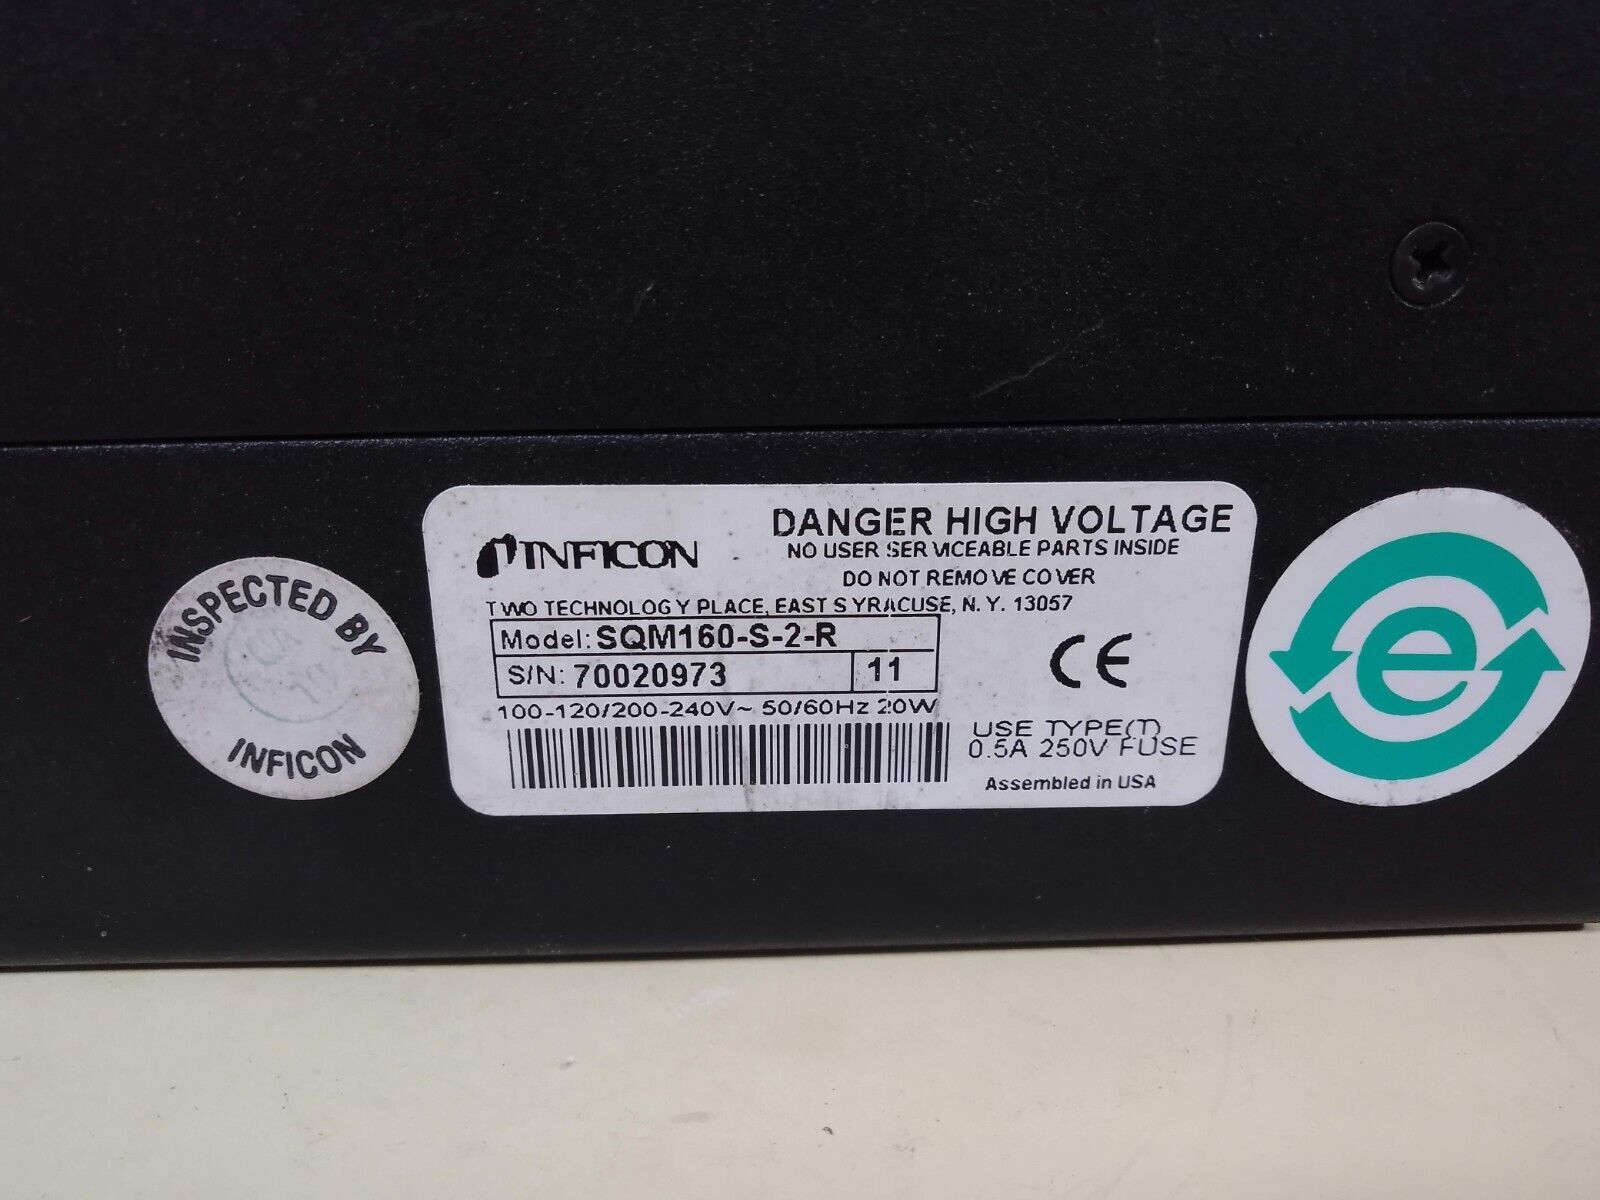 INSPECTED BY
INFICON
INFICON
DANGER HIGH VOLTAGE
NO USER SERVICEABLE PARTS INSIDE
DO NOT REMOVE COVER
TWO TECHNOLOGY PLACE, EAST SYRACUSE, N.Y. 13057
Model: SQM160-S-2-R
S/N: 70020973 11
100-120/200-240V~ 50/60Hz 20W
CE
USE TYPE(T)
0.5A 250V FUSE
Assembled in USA
e